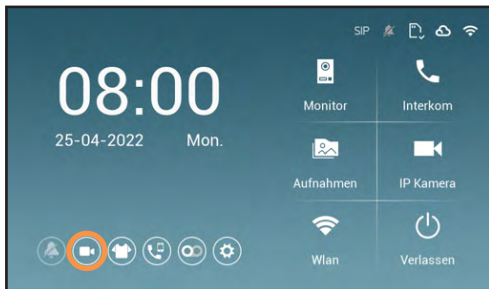 SIP
08:00
25-04-2022 Mon.
Monitor Interkom
Aufnahmen IP Kamera
Wlan Verlassen